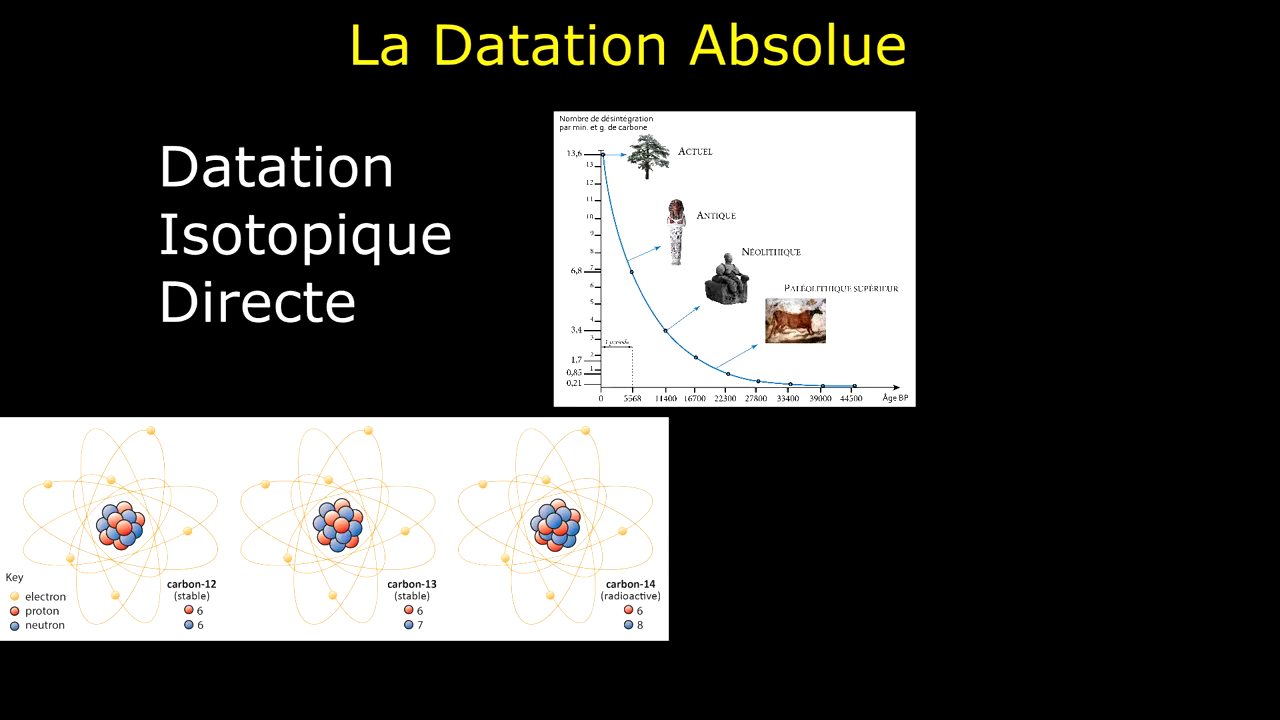 La Datation Absolue
Datation
Isotopique
Directe
Nombre de désintégration
par min. et g. de carbone
13,6
13
12
11
10
9
8
7
6,8
6
5
4
3,4
3
2
1,7
1
0,85
0,21
ACTUEL
ANTIQUE
NÉOLITHIQUE
PALÉOLITHIQUE SUPÉRIEUR
1 période
0 5568 11400 16700 22300 27800 33400 39000 44500 Âge BP
Key
electron
proton
neutron
carbon-12
(stable)
6
6
carbon-13
(stable)
6
7
carbon-14
(radioactive)
6
8